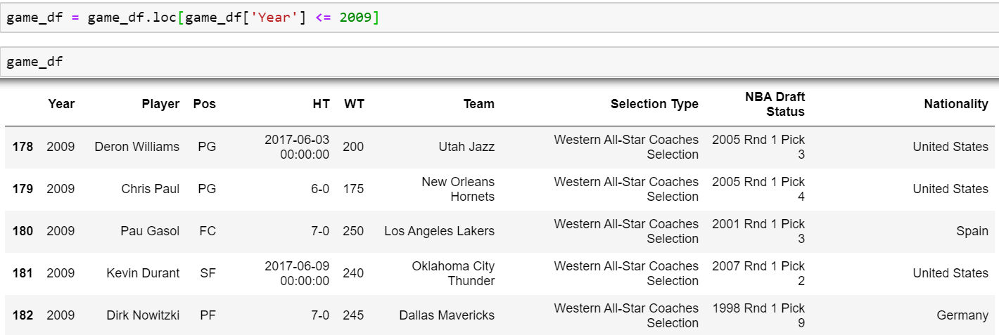 game_df = game_df.loc[game_df['Year'] <= 2009]
game_df
Year Player Pos HT WT Team Selection Type NBA Draft Status Nationality
178 2009 Deron Williams PG 2017-06-03 00:00:00 200 Utah Jazz Western All-Star Coaches Selection 2005 Rnd 1 Pick 3 United States
179 2009 Chris Paul PG 6-0 175 New Orleans Hornets Western All-Star Coaches Selection 2005 Rnd 1 Pick 4 United States
180 2009 Pau Gasol FC 7-0 250 Los Angeles Lakers Western All-Star Coaches Selection 2001 Rnd 1 Pick 3 Spain
181 2009 Kevin Durant SF 2017-06-09 00:00:00 240 Oklahoma City Thunder Western All-Star Coaches Selection 2007 Rnd 1 Pick 2 United States
182 2009 Dirk Nowitzki PF 7-0 245 Dallas Mavericks Western All-Star Coaches Selection 1998 Rnd 1 Pick 9 Germany